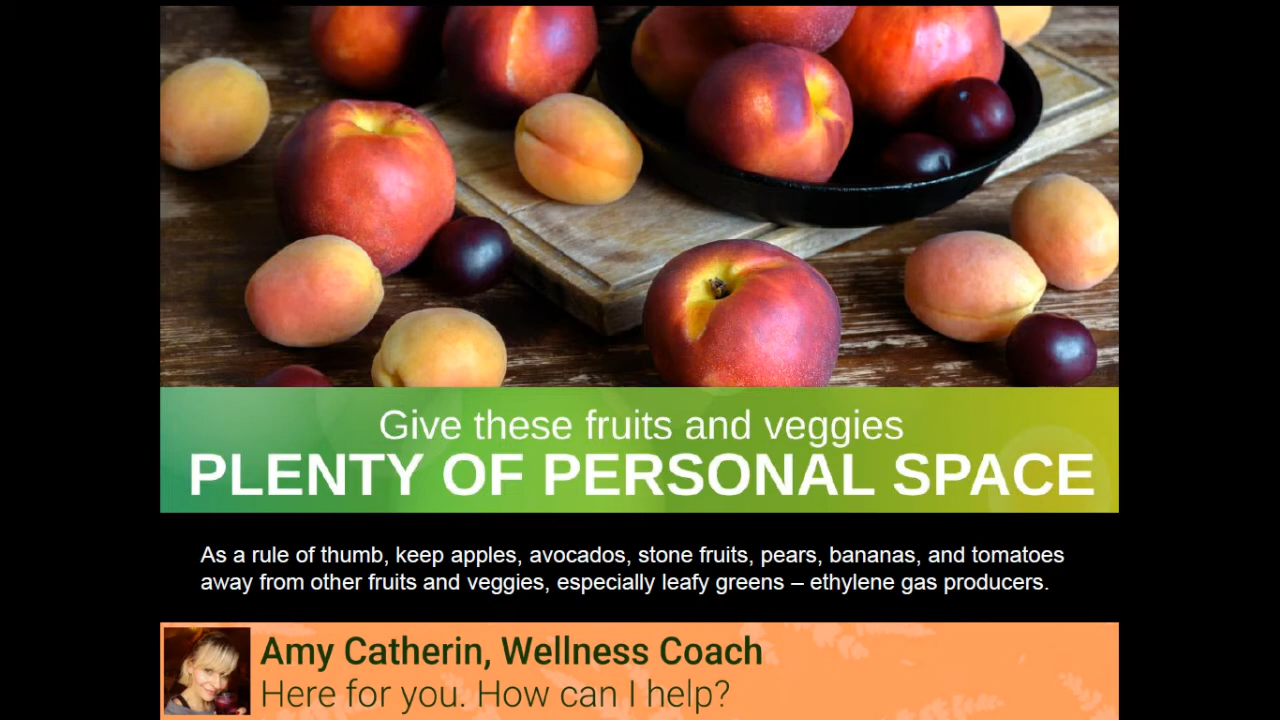 Give these fruits and veggies
PLENTY OF PERSONAL SPACE
As a rule of thumb, keep apples, avocados, stone fruits, pears, bananas, and tomatoes
away from other fruits and veggies, especially leafy greens – ethylene gas producers.
Amy Catherin, Wellness Coach
Here for you. How can I help?